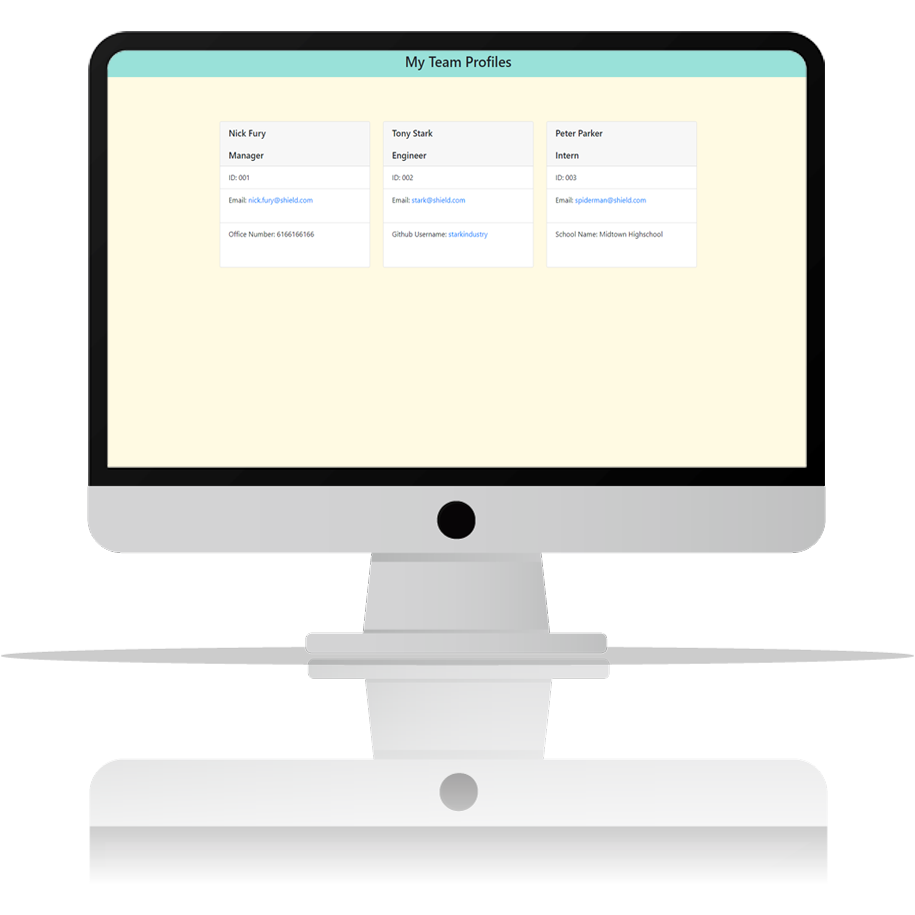 My Team Profiles
Nick Fury
Manager
ID: 001
Email: nick.fury@shield.com
Office Number: 6166166166
Tony Stark
Engineer
ID: 002
Email: stark@shield.com
Github Username: starkindustry
Peter Parker
Intern
ID: 003
Email: spiderman@shield.com
School Name: Midtown Highschool